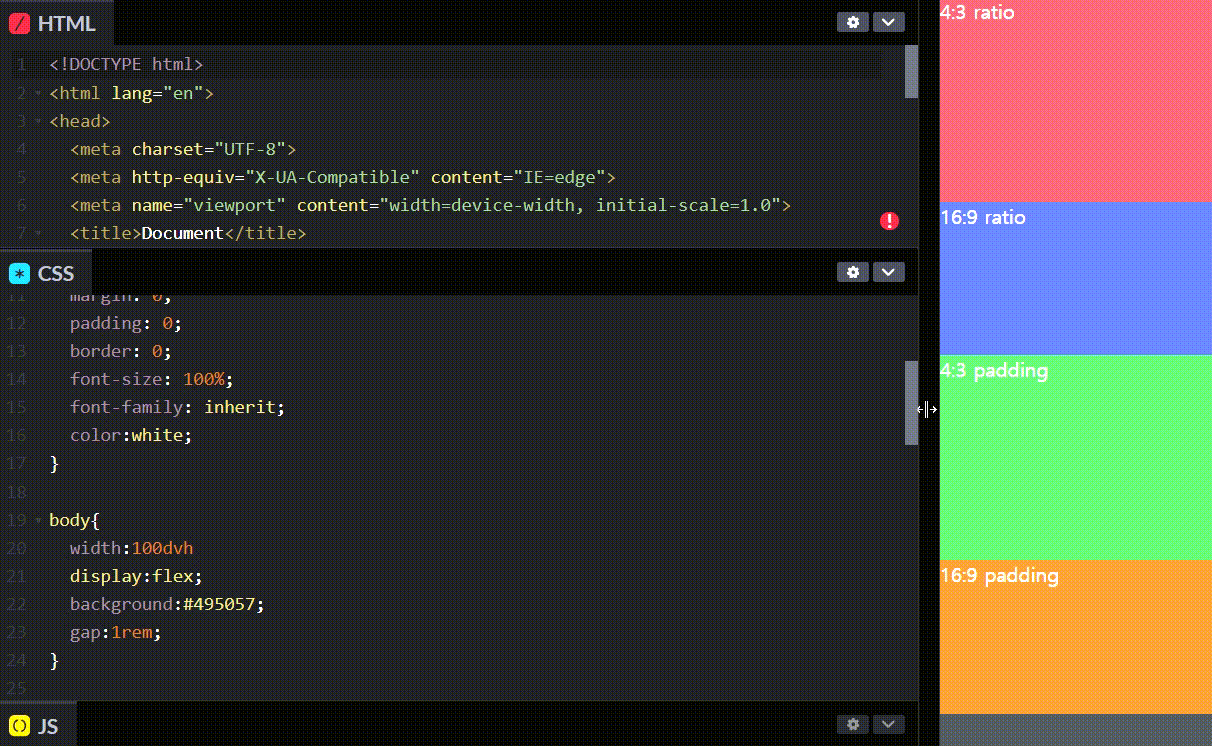 HTML
1 <!DOCTYPE html>
2 <html lang="en">
3 <head>
4 <meta charset="UTF-8">
5 <meta http-equiv="X-UA-Compatible" content="IE=edge">
6 <meta name="viewport" content="width=device-width, initial-scale=1.0">
7 <title>Document</title>
CSS
11 margin: 0;
12 padding: 0;
13 border: 0;
14 font-size: 100%;
15 font-family: inherit;
16 color:white;
17 }
18
19 body{
20 width:100dvh
21 display:flex;
22 background:#495057;
23 gap:1rem;
24 }
25
JS
4:3 ratio
16:9 ratio
4:3 padding
16:9 padding